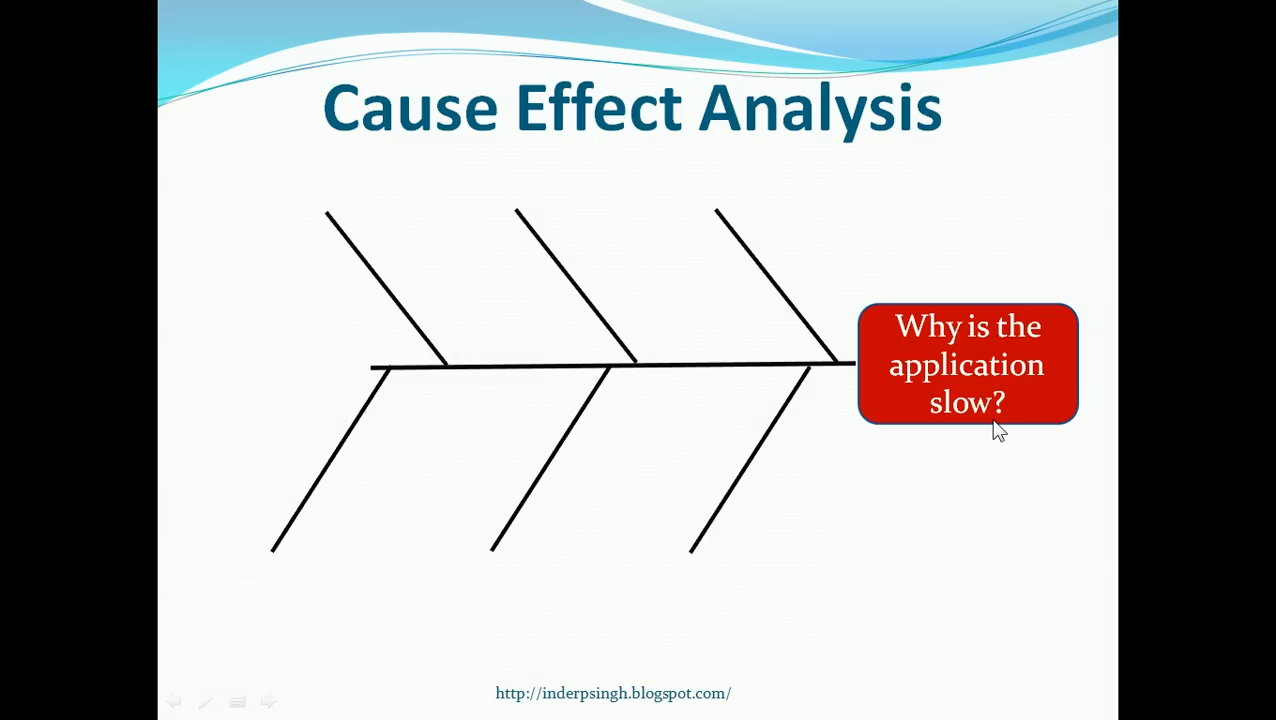 Cause Effect Analysis
Why is the
application
slow?
http://inderpsingh.blogspot.com/